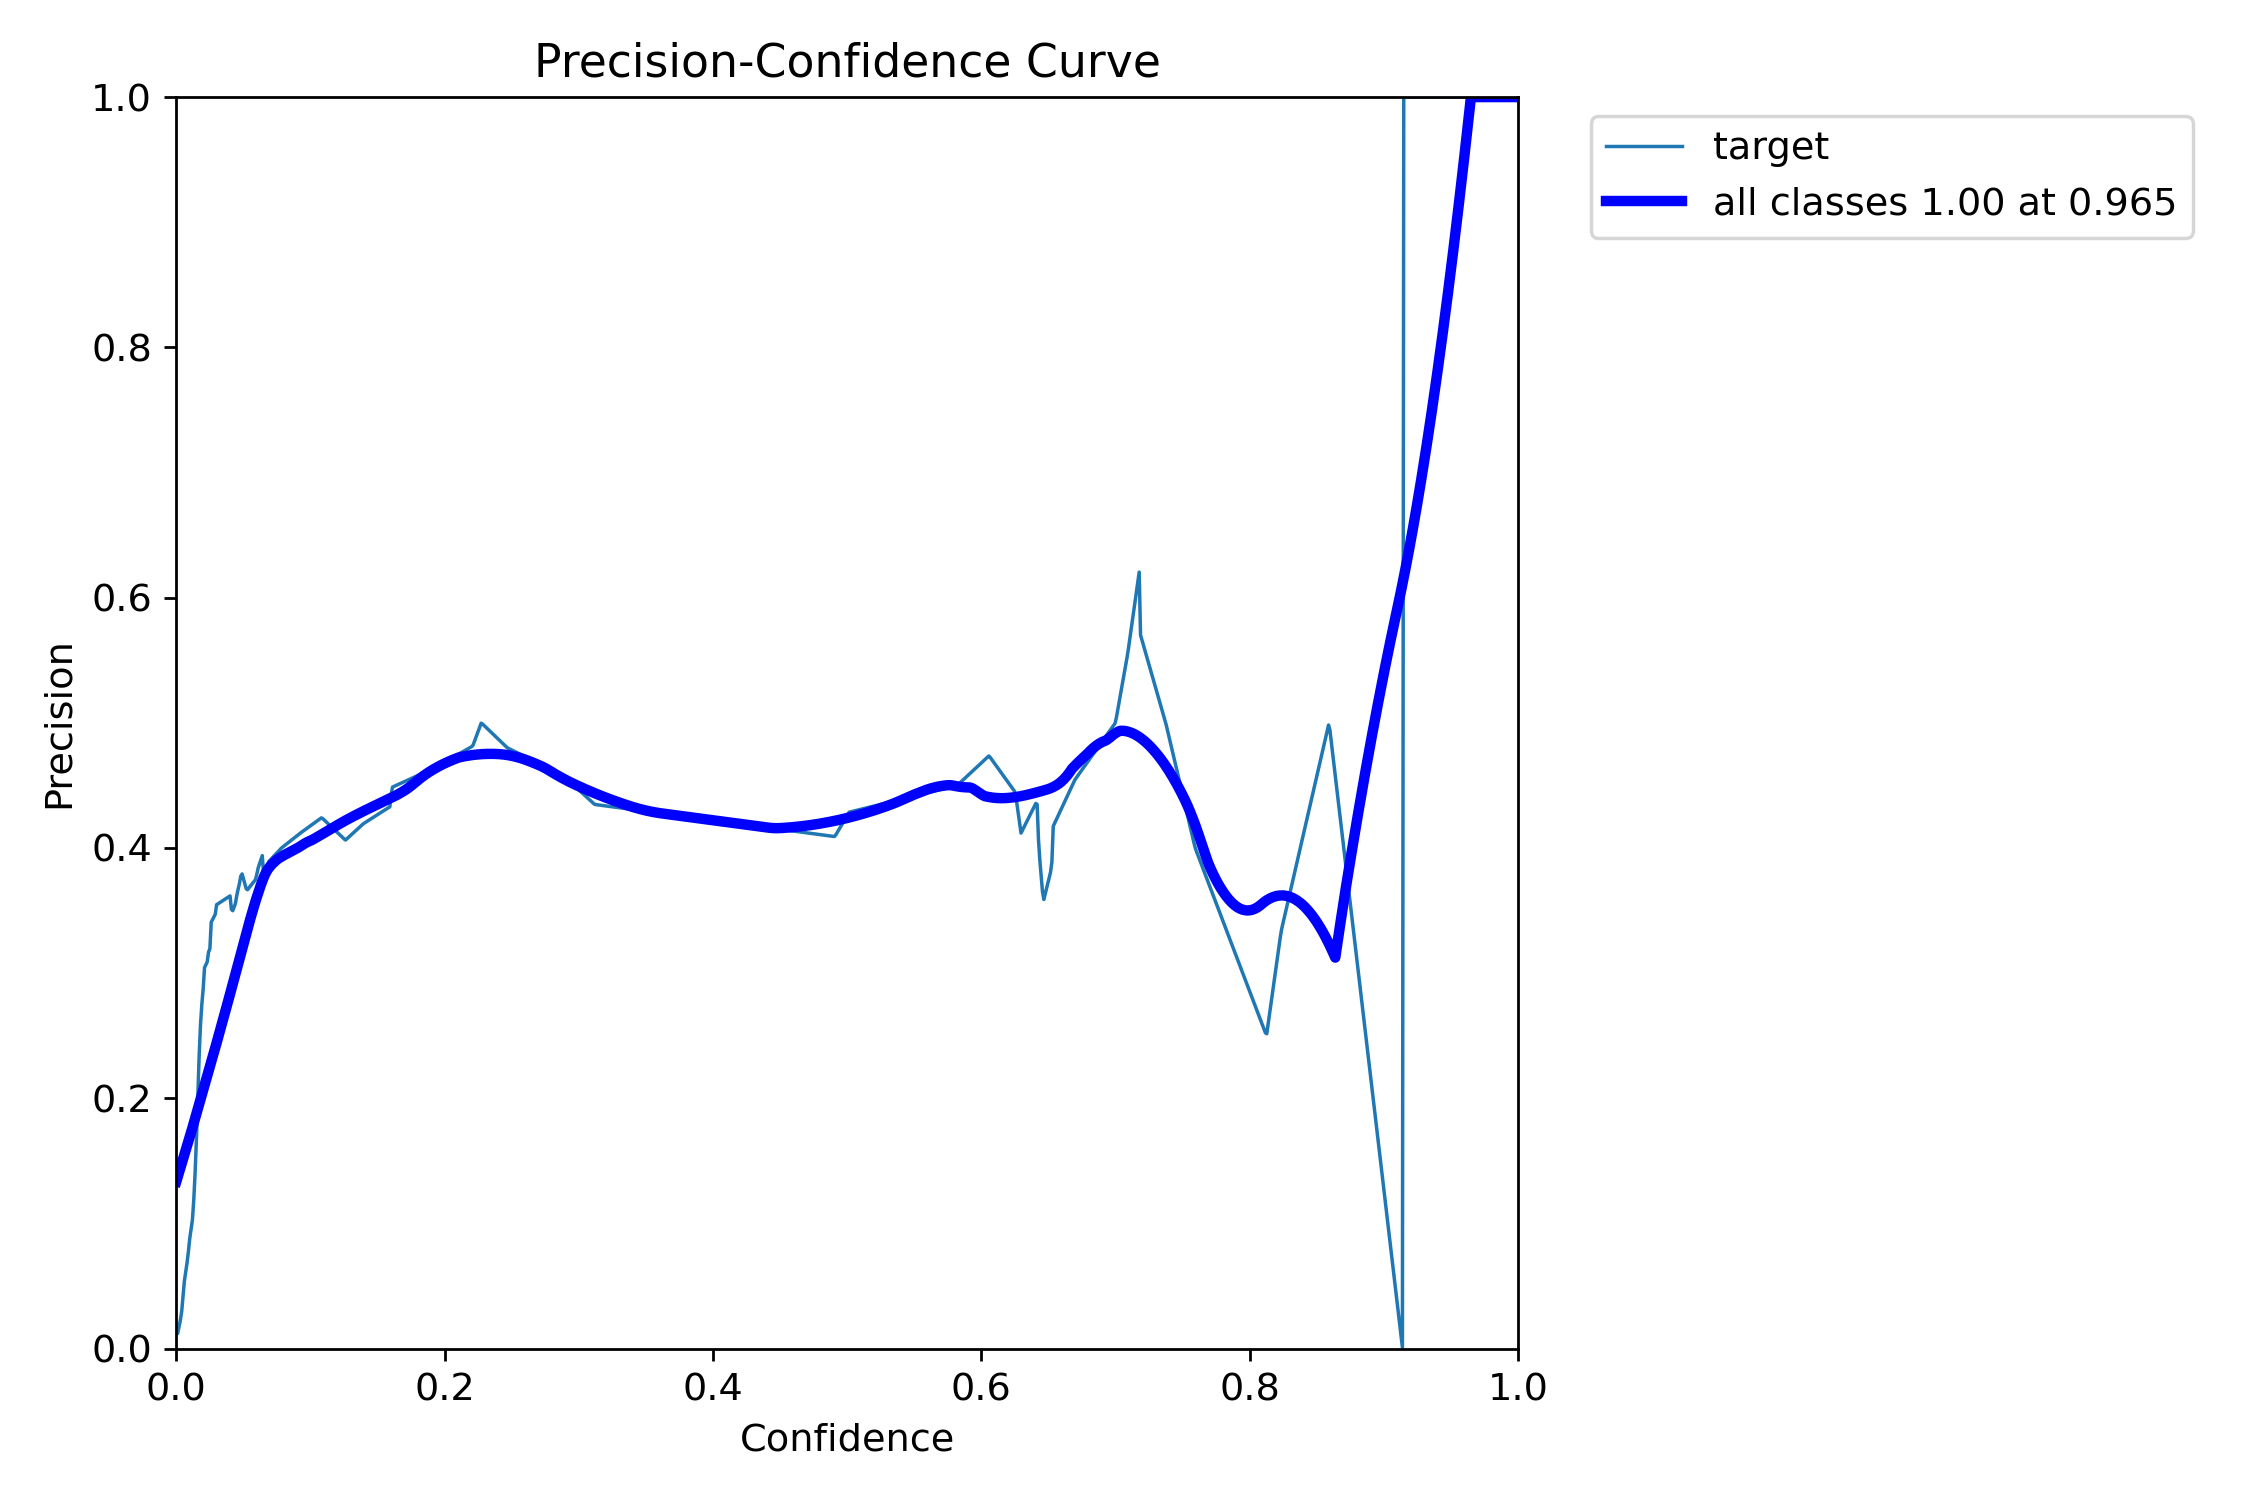 Precision-Confidence Curve
1.0
0.8
0.6
0.4
0.2
0.0
Precision
0.0 0.2 0.4 0.6 0.8 1.0
Confidence
target
all classes 1.00 at 0.965